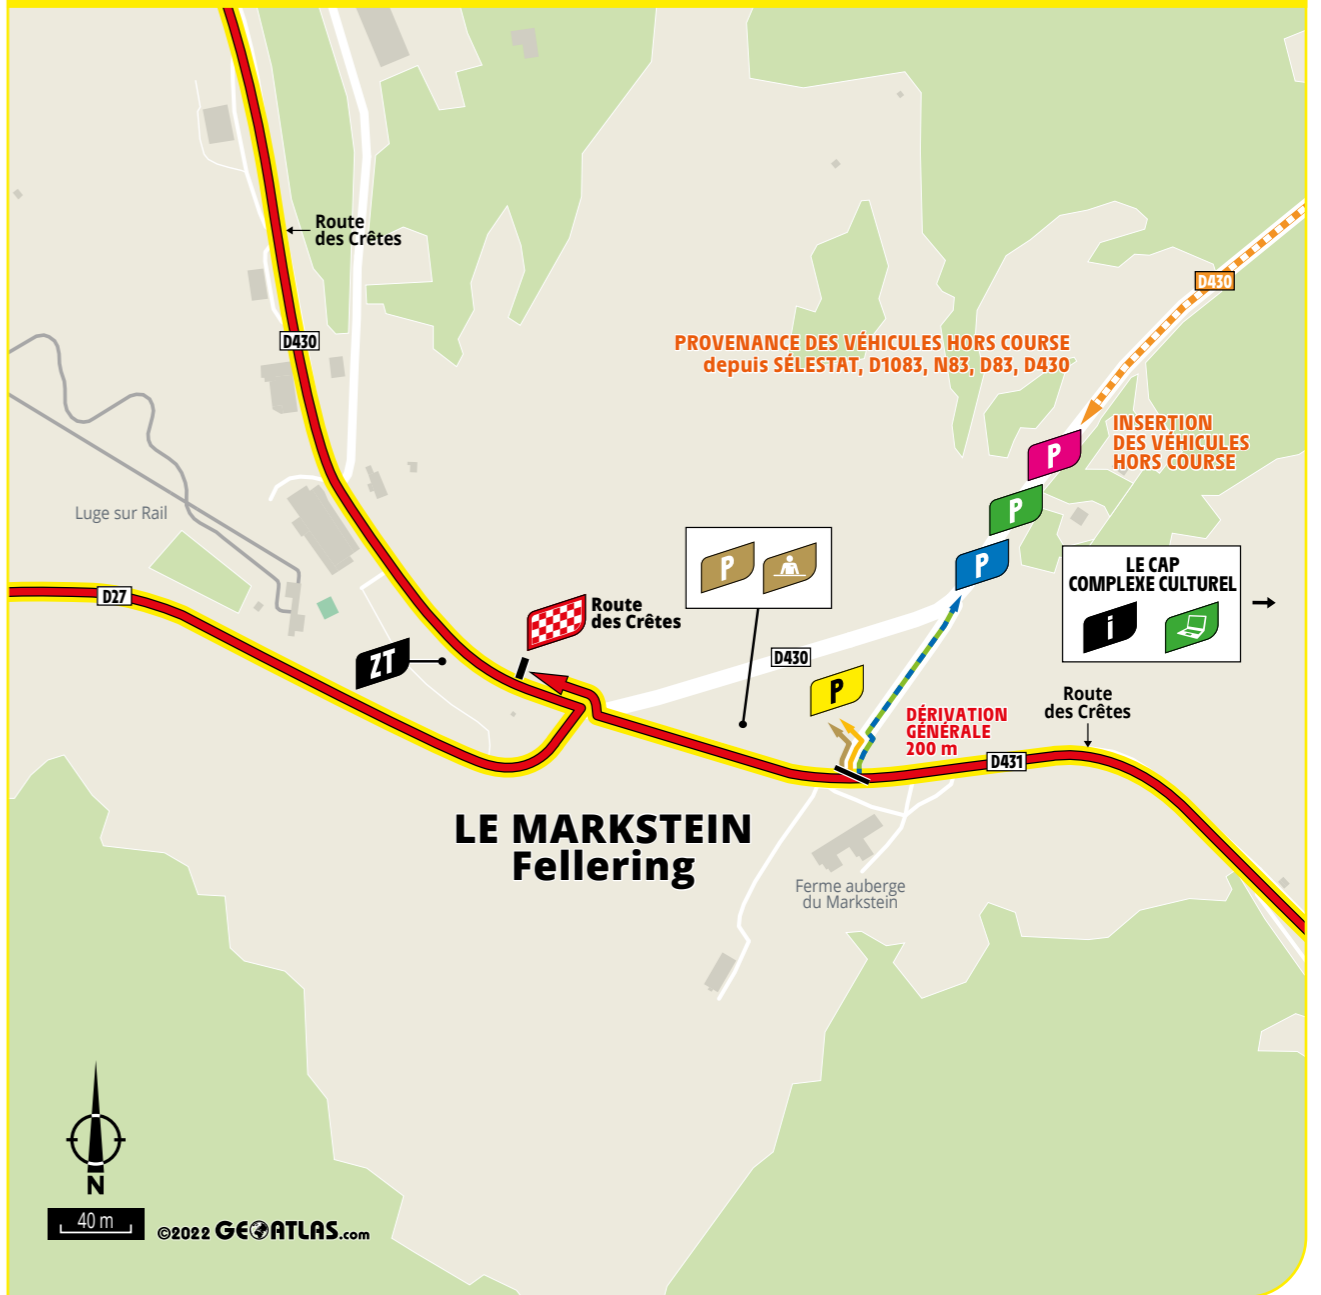 Route
des Crêtes
D430
PROVENANCE DES VÉHICULES HORS COURSE
depuis SÉLESTAT, D1083, N83, D83, D430
D430
INSERTION
DES VÉHICULES
HORS COURSE
P
P
P
Luge sur Rail
P
LE CAP
COMPLEXE CULTUREL
i
D27
Route
des Crêtes
ZT
D430
P
Route
des Crêtes
DÉRIVATION
GÉNÉRALE
200 m
D431
LE MARKSTEIN
Fellering
Ferme auberge
du Markstein
N
40 m
©2022 GEOATLAS.com